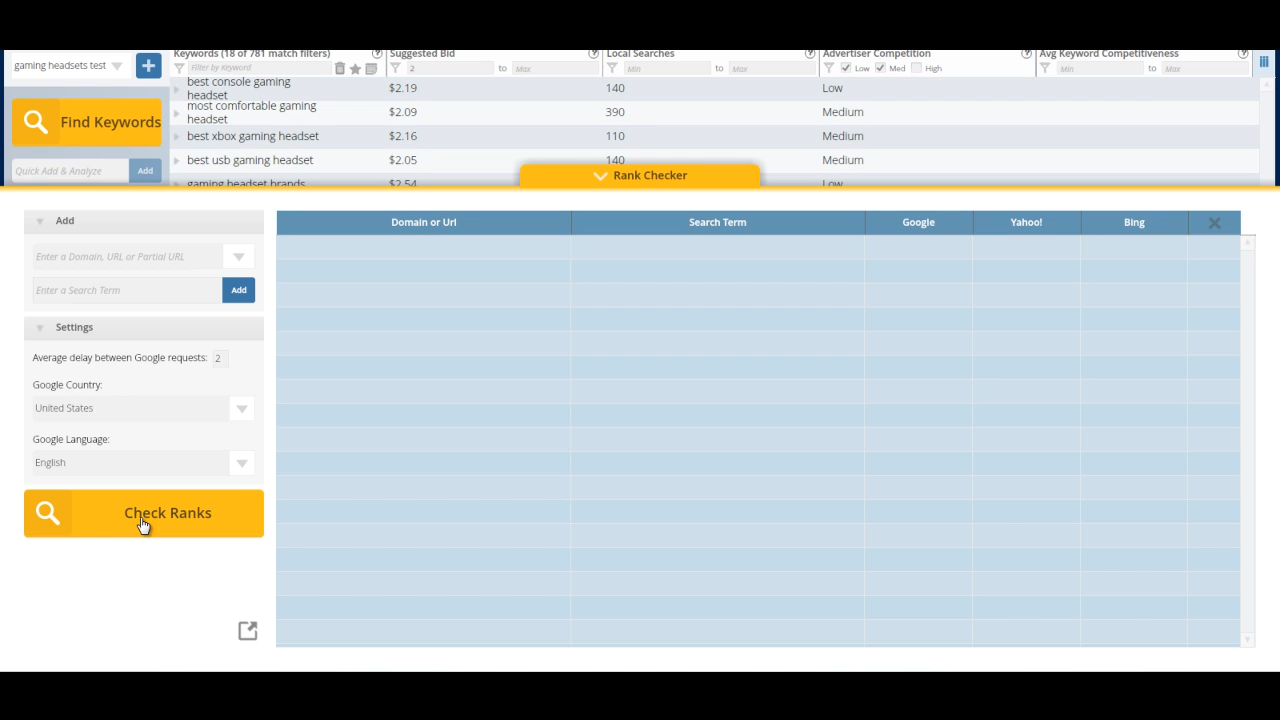 gaming headsets test
Keywords (18 of 781 match filters)
Suggested Bid
Local Searches
Advertiser Competition
Avg Keyword Competitiveness
Filter by Keyword
2 to Max
Min to Max
Low Med High
Min to Max
Find Keywords
best console gaming
headset
$2.19
140
Low
most comfortable gaming
headset
$2.09
390
Medium
best xbox gaming headset
$2.16
110
Medium
best usb gaming headset
$2.05
140
Medium
Quick Add & Analyze
Add
gaming headset brands
$2.54
Low
Rank Checker
Add
Enter a Domain, URL or Partial URL
Enter a Search Term
Add
Settings
Average delay between Google requests: 2
Google Country:
United States
Google Language:
English
Check Ranks
Domain or Url
Search Term
Google
Yahoo!
Bing